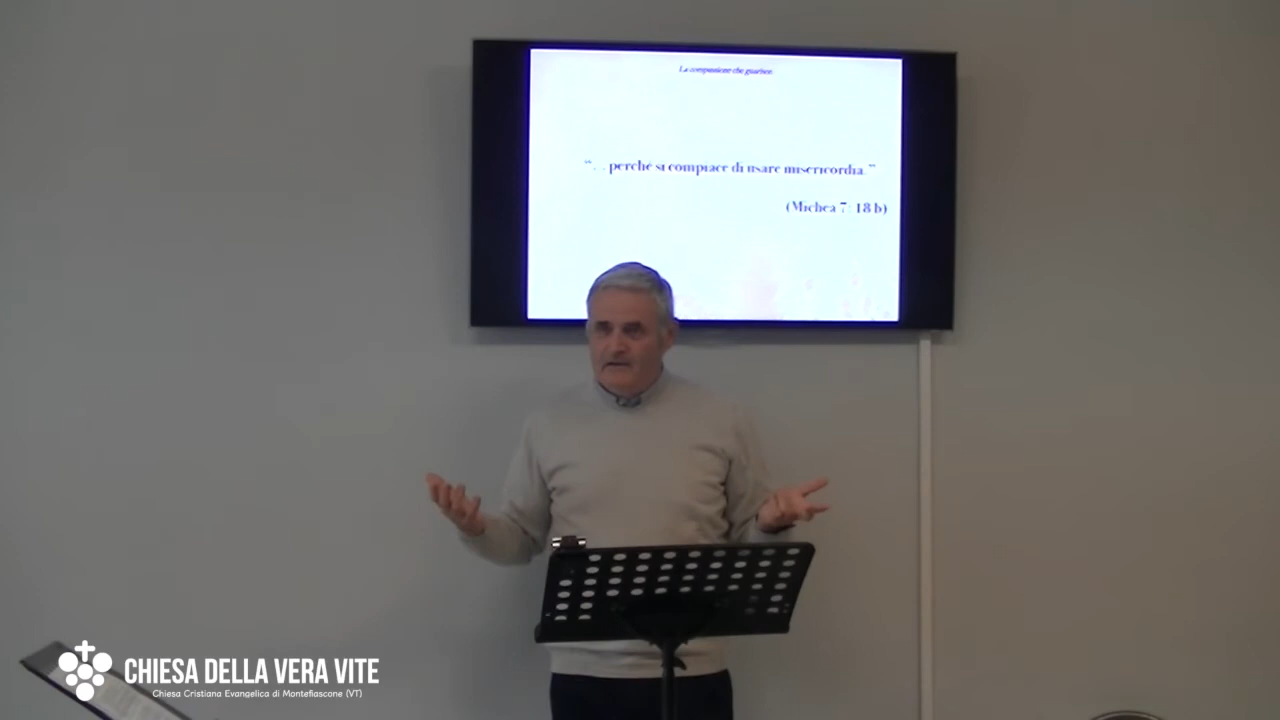 La compassione che guarisce.
“. . . perché si compiace di usare misericordia.”
(Michea 7: 18 b)
CHIESA DELLA VERA VITE
Chiesa Cristiana Evangelica di Montefiascone (VT)